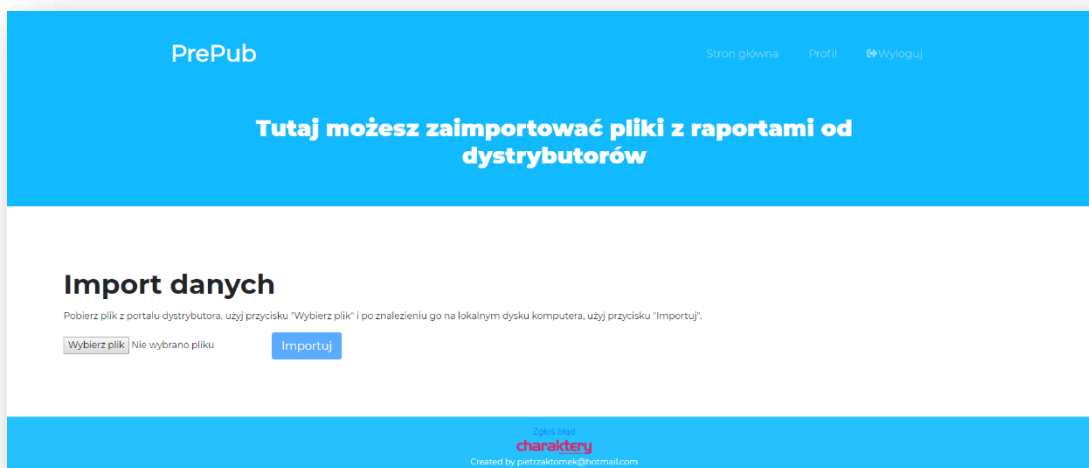 PrePub
Stron główna Profil Wyloguj
Tutaj możesz zaimportować pliki z raportami od
dystrybutorów
Import danych
Pobierz plik z portalu dystrybutora, użyj przycisku "Wybierz plik" i po znalezieniu go na lokalnym dysku komputera, użyj przycisku "Importuj".
Wybierz plik Nie wybrano pliku Importuj
Zgłoś błąd
charaktery
Created by pietrzaktomek@hotmail.com